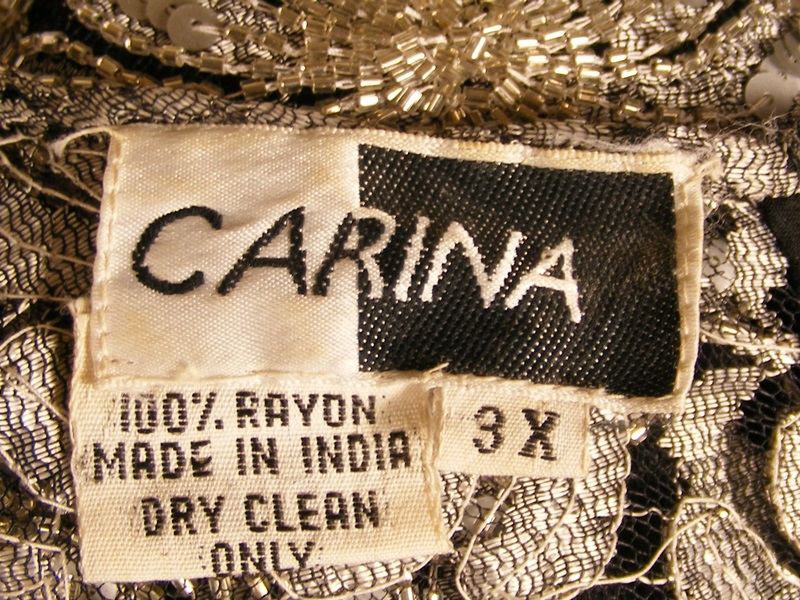 CARINA
100% RAYON
MADE IN INDIA
DRY CLEAN
ONLY
3X